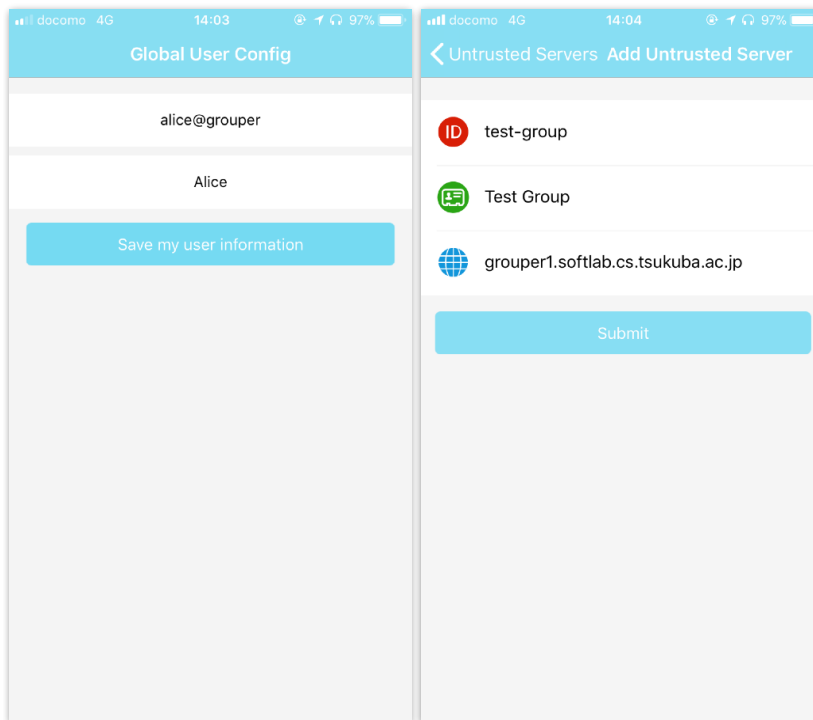 docomo 4G 14:03 97%
Global User Config
alice@grouper
Alice
Save my user information
docomo 4G 14:04 97%
Untrusted Servers Add Untrusted Server
ID test-group
Test Group
grouper1.softlab.cs.tsukuba.ac.jp
Submit